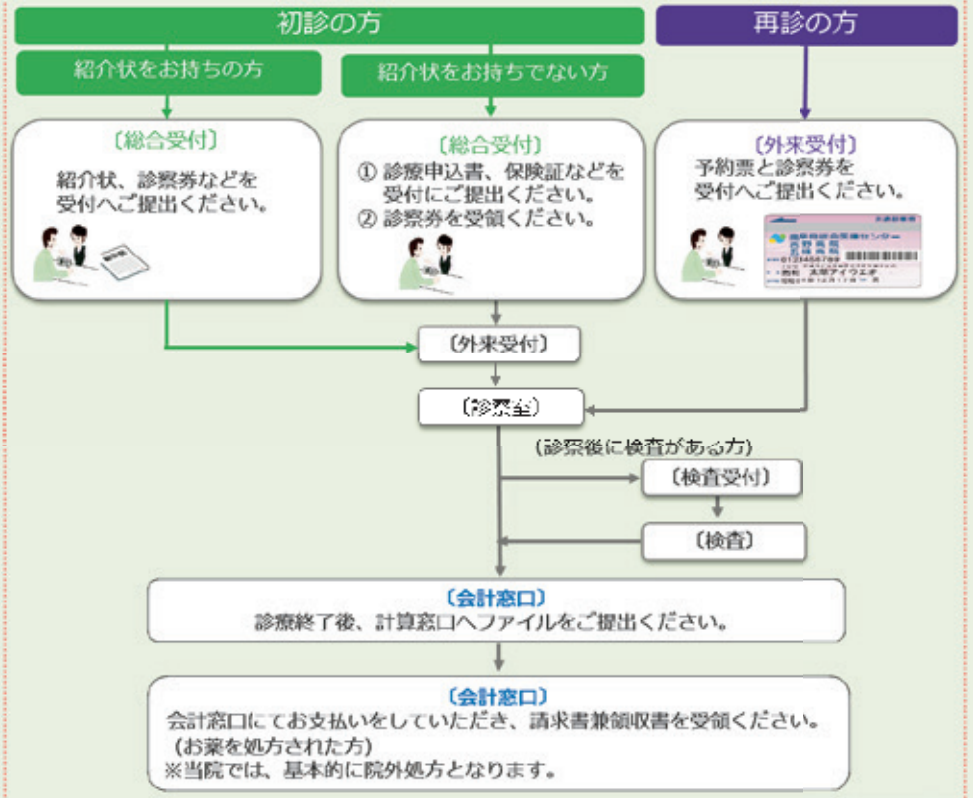 初診の方
再診の方
紹介状をお持ちの方
紹介状をお持ちでない方
〔総合受付〕
紹介状、診察券などを
受付へご提出ください。
〔総合受付〕
① 診療申込書、保険証などを
受付にご提出ください。
② 診察券を受領ください。
〔外来受付〕
予約票と診察券を
受付へご提出ください。
0123456789
太郎アイウエオ
〔外来受付〕
〔診察室〕
(診察後に検査がある方)
〔検査受付〕
〔検査〕
〔会計窓口〕
診療終了後、計算窓口へファイルをご提出ください。
〔会計窓口〕
会計窓口にてお支払いをしていただき、請求書兼領収書を受領ください。
(お薬を処方された方)
※当院では、基本的に院外処方となります。